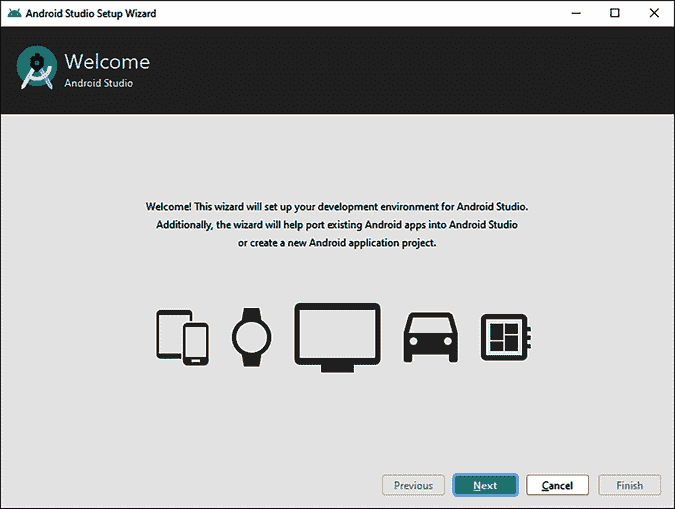 Android Studio Setup Wizard
Welcome
Android Studio
Welcome! This wizard will set up your development environment for Android Studio.
Additionally, the wizard will help port existing Android apps into Android Studio
or create a new Android application project.
Previous
Next
Cancel
Finish